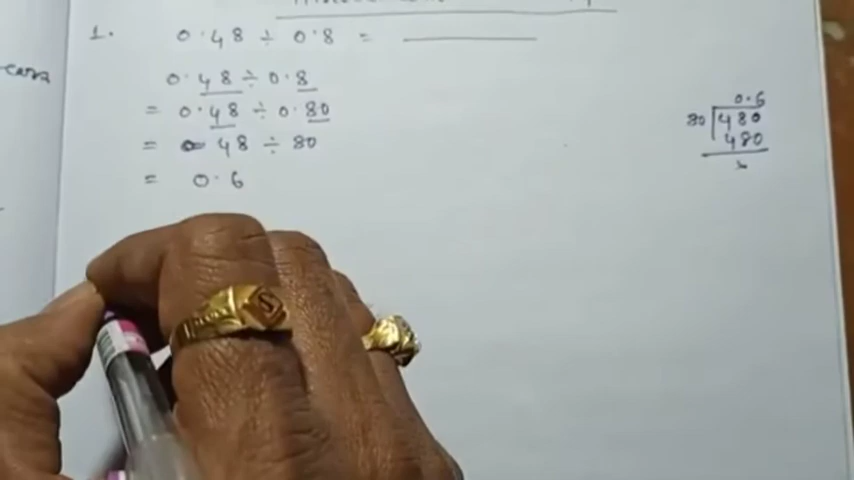 1. 0.48 ÷ 0.8 =
0.48 ÷ 0.8
= 0.48 ÷ 0.80
= 48 ÷ 80
= 0.6
0.6
80 480
480
x
S